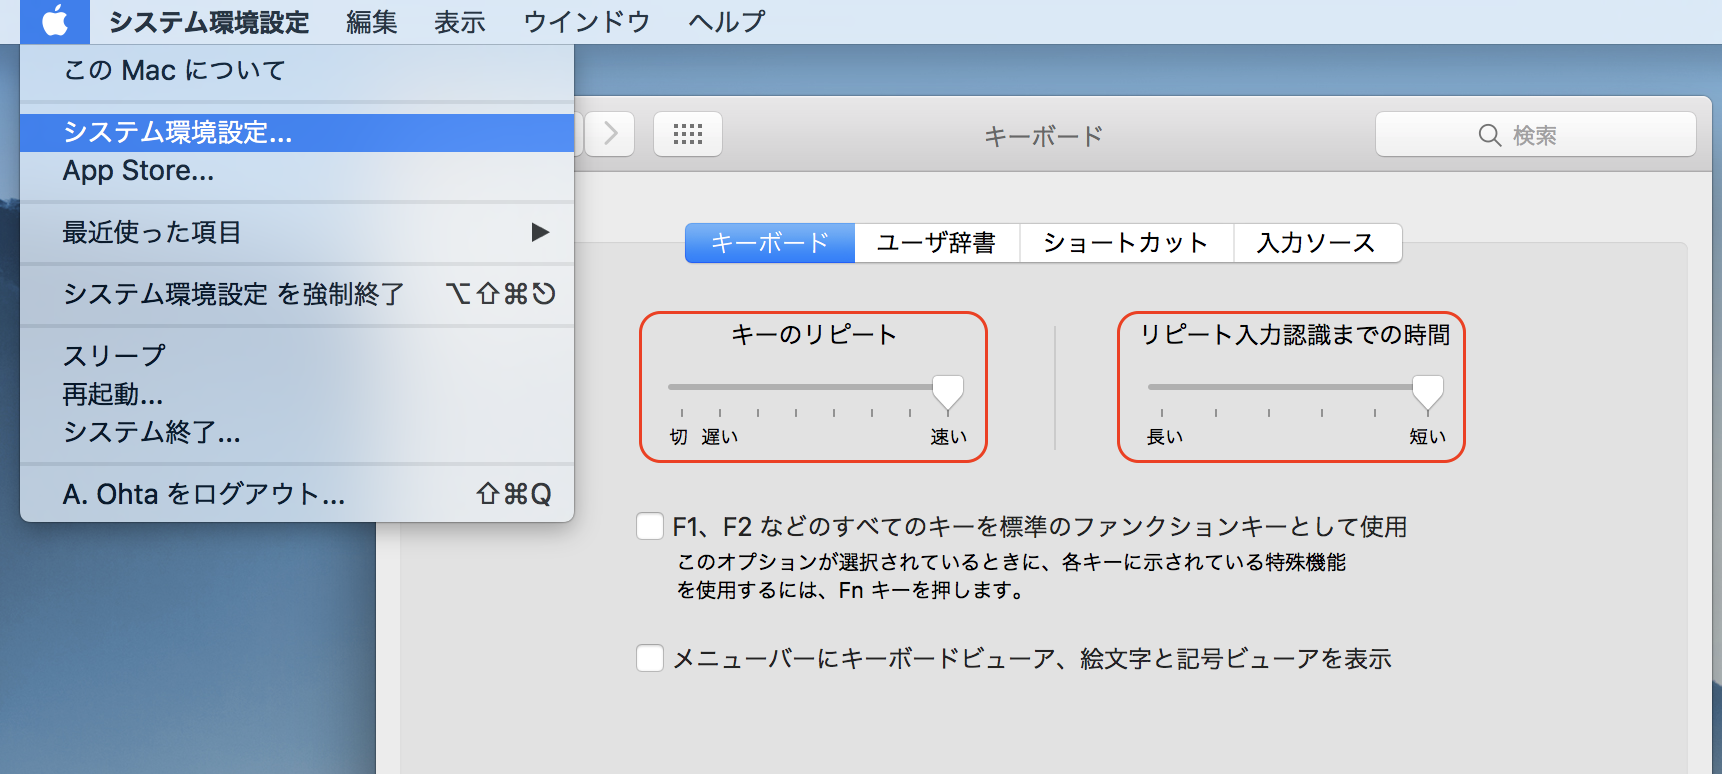 システム環境設定 編集 表示 ウインドウ ヘルプ
この Mac について
システム環境設定...
App Store...
最近使った項目 ▶
システム環境設定 を強制終了 ⌥⇧⌘⎋
スリープ
再起動...
システム終了...
A. Ohta をログアウト... ⇧⌘Q
キーボード
検索
キーボード ユーザ辞書 ショートカット 入力ソース
キーのリピート
切 遅い 速い
リピート入力認識までの時間
長い 短い
F1、F2 などのすべてのキーを標準のファンクションキーとして使用
このオプションが選択されているときに、各キーに示されている特殊機能
を使用するには、Fn キーを押します。
メニューバーにキーボードビューア、絵文字と記号ビューアを表示